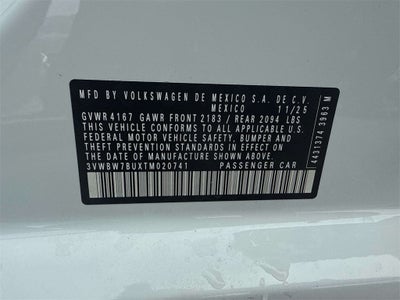 MFD BY VOLKSWAGEN DE MEXICO S.A. DE C.V.
MEXICO 11/25
GVWR 4167 GAWR FRONT 2183 / REAR 2094 LBS
THIS VEHICLE CONFORMS TO ALL APPLICABLE U.S.
FEDERAL MOTOR VEHICLE SAFETY, BUMPER AND
THEFT PREVENTION STANDARDS IN EFFECT ON
THE DATE OF MANUFACTURE SHOWN ABOVE
3VWBW7BUXTM020741 PASSENGER CAR
4431374 3963 M